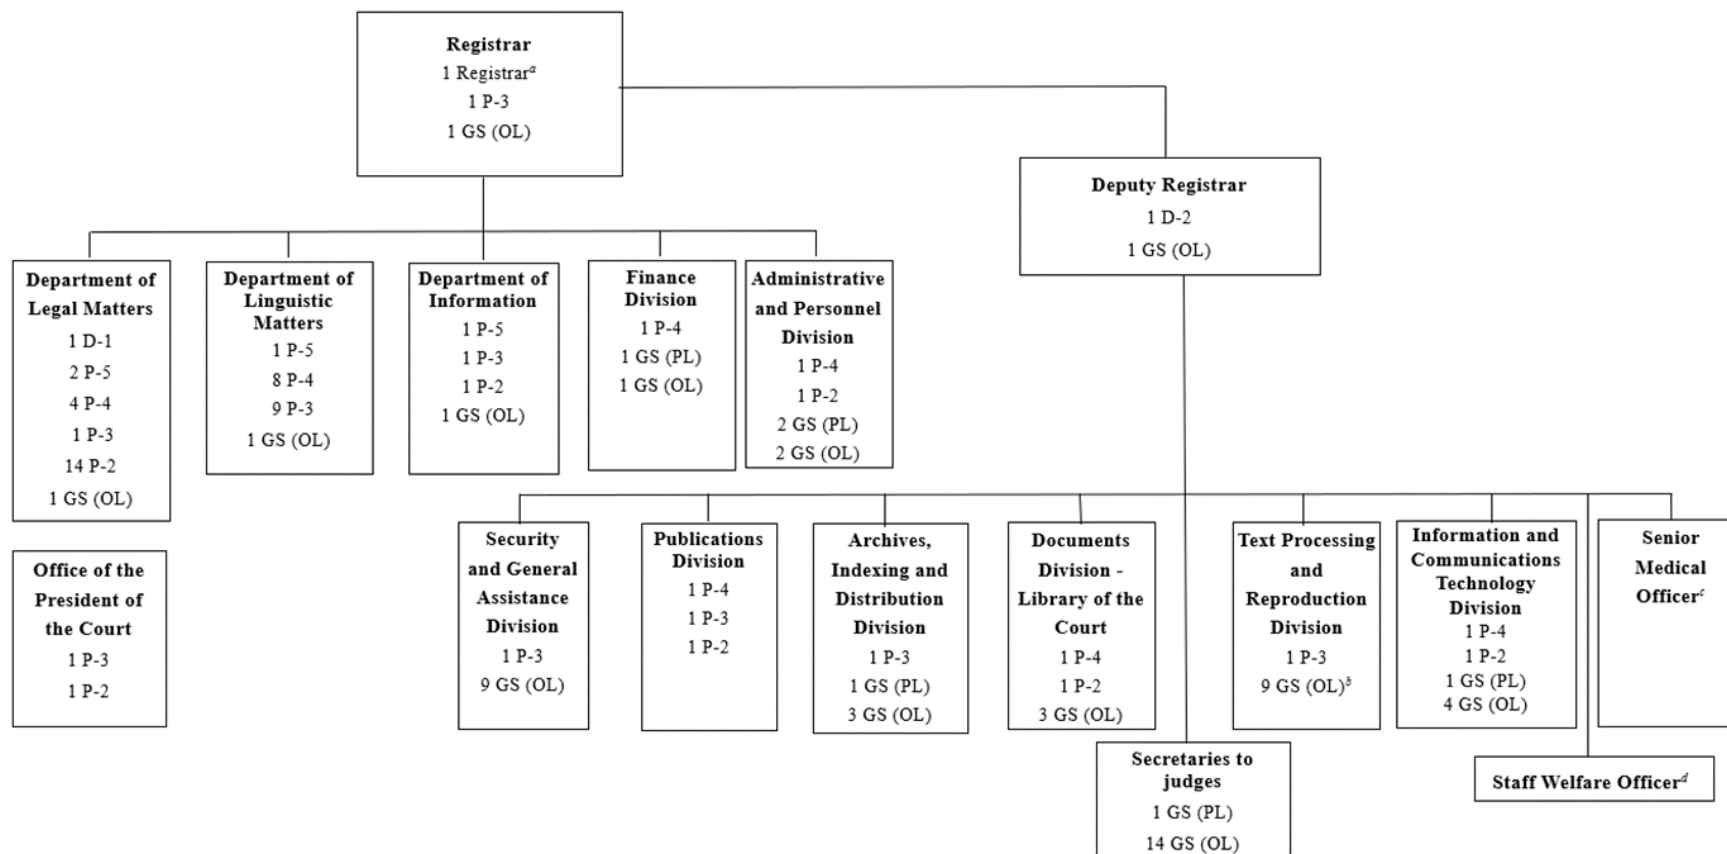 Registrar
1 Registrarᵃ
1 P-3
1 GS (OL)
Deputy Registrar
1 D-2
1 GS (OL)
Department of
Legal Matters
1 D-1
2 P-5
4 P-4
1 P-3
14 P-2
1 GS (OL)
Department of
Linguistic
Matters
1 P-5
8 P-4
9 P-3
1 GS (OL)
Department of
Information
1 P-5
1 P-3
1 P-2
1 GS (OL)
Finance
Division
1 P-4
1 GS (PL)
1 GS (OL)
Administrative
and Personnel
Division
1 P-4
1 P-2
2 GS (PL)
2 GS (OL)
Office of the
President of
the Court
1 P-3
1 P-2
Security
and General
Assistance
Division
1 P-3
9 GS (OL)
Publications
Division
1 P-4
1 P-3
1 P-2
Archives,
Indexing and
Distribution
Division
1 P-3
1 GS (PL)
3 GS (OL)
Documents
Division -
Library of the
Court
1 P-4
1 P-2
3 GS (OL)
Text Processing
and
Reproduction
Division
1 P-3
9 GS (OL)ᵇ
Information and
Communications
Technology
Division
1 P-4
1 P-2
1 GS (PL)
4 GS (OL)
Senior
Medical
Officerᶜ
Secretaries to
judges
1 GS (PL)
14 GS (OL)
Staff Welfare Officerᵈ